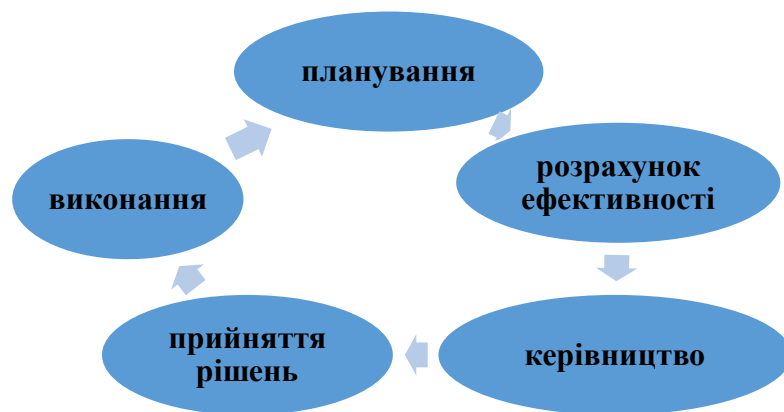 планування
розрахунок
ефективності
керівництво
прийняття
рішень
виконання